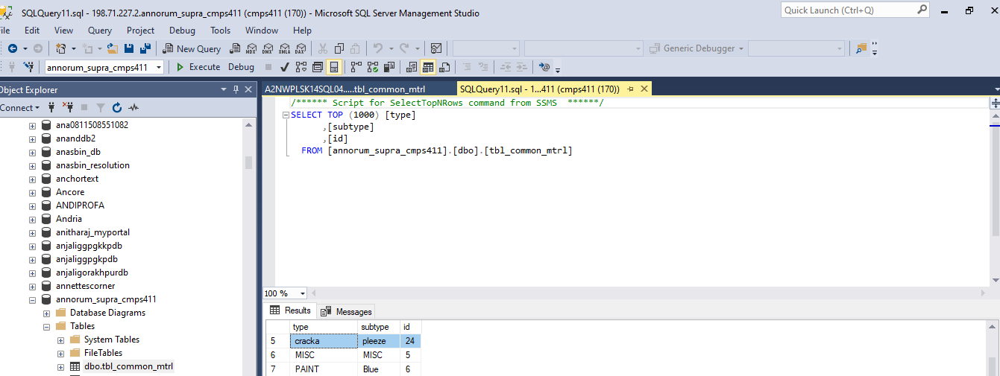 SQLQuery11.sql - 198.71.227.2.annorum_supra_cmps411 (cmps411 (170)) - Microsoft SQL Server Management Studio
Quick Launch (Ctrl+Q)
File Edit View Query Project Debug Tools Window Help
New Query MDX DMX XMLA DAX Generic Debugger
annorum_supra_cmps411 Execute Debug
Object Explorer
Connect
ana0811508551082
ananddb2
anasbin_db
anasbin_resolution
anchortext
Ancore
ANDIPROFA
Andria
anitharaj_myportal
anjaliggpgkkpdb
anjaliggpgkpdb
anjaligorakhpurdb
annettescorner
annorum_supra_cmps411
Database Diagrams
Tables
System Tables
FileTables
dbo.tbl_common_mtrl
A2NWPLSK14SQL04.....tbl_common_mtrl SQLQuery11.sql - 1...411 (cmps411 (170))
/****** Script for SelectTopNRows command from SSMS ******/
SELECT TOP (1000) [type]
,[subtype]
,[id]
FROM [annorum_supra_cmps411].[dbo].[tbl_common_mtrl]
100 %
Results Messages
type subtype id
5 cracka pleeze 24
6 MISC MISC 5
7 PAINT Blue 6